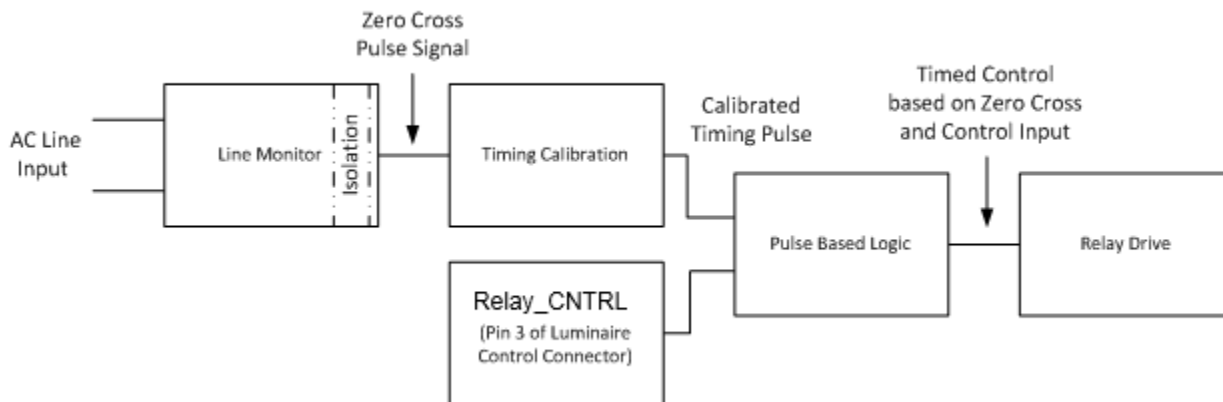 Zero Cross
Pulse Signal
AC Line
Input
Line Monitor
Isolation
Timing Calibration
Calibrated
Timing Pulse
Timed Control
based on Zero Cross
and Control Input
Pulse Based Logic
Relay Drive
Relay_CNTRL
(Pin 3 of Luminaire
Control Connector)